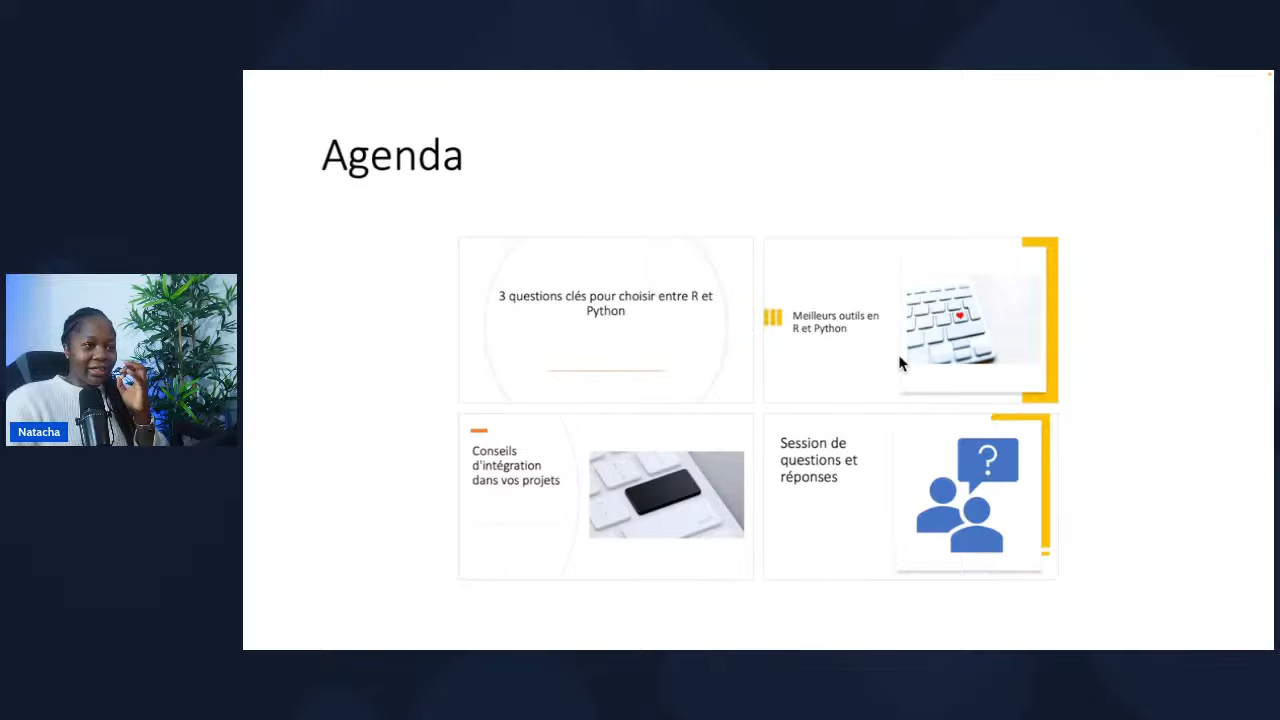 Agenda
3 questions clés pour choisir entre R et
Python
Meilleurs outils en
R et Python
Conseils
d'intégration
dans vos projets
Session de
questions et
réponses
?
Natacha